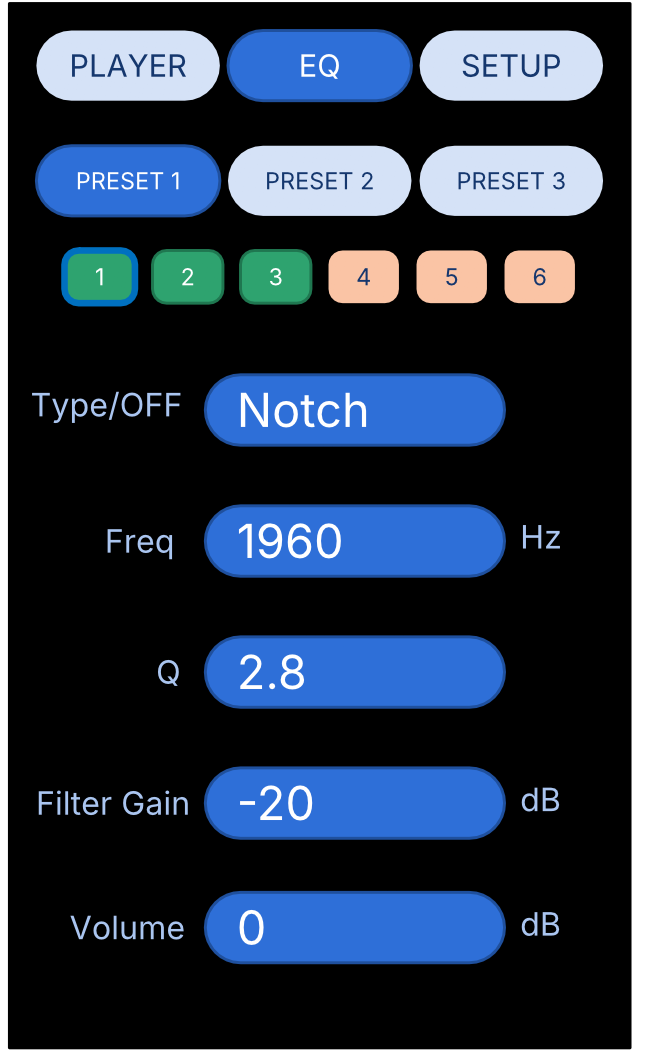 PLAYER EQ SETUP
PRESET 1 PRESET 2 PRESET 3
1 2 3 4 5 6
Type/OFF Notch
Freq 1960 Hz
Q 2.8
Filter Gain -20 dB
Volume 0 dB